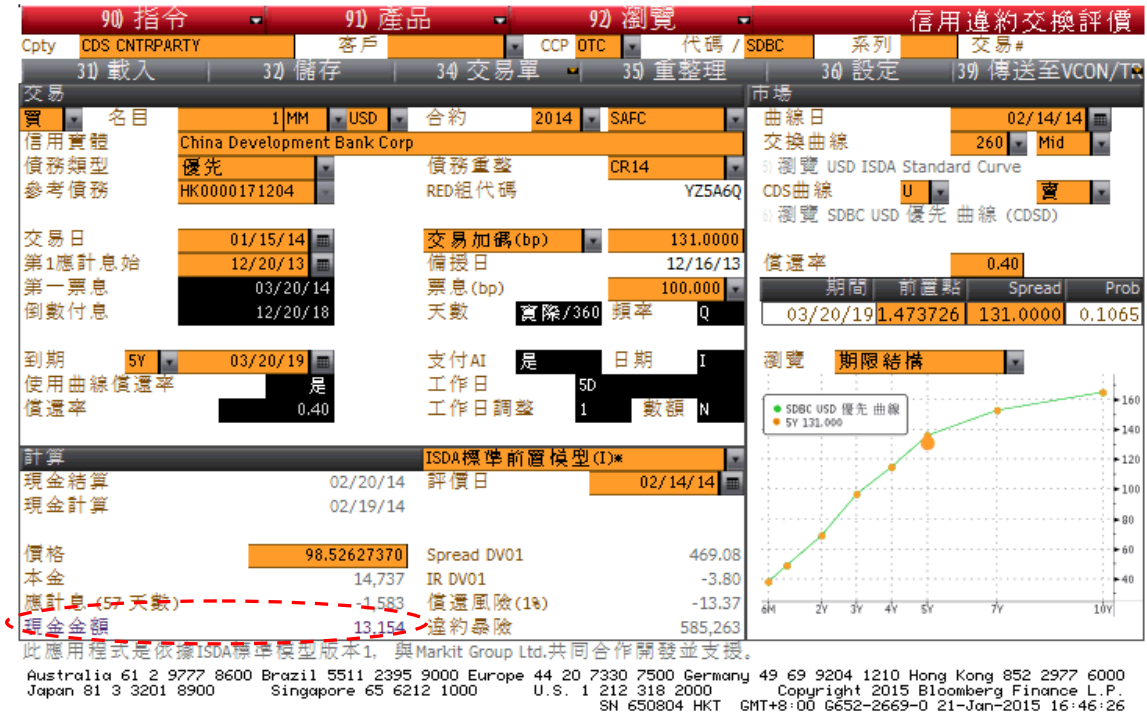 90) 指令 91) 產品 92) 瀏覽 信用違約交換評價
Cpty CDS CNTRPARTY 客戶 CCP OTC 代碼 / SDBC 系列 交易#
31) 載入 32) 儲存 34) 交易單 35) 重整理 36) 設定 39) 傳送至VCON/TR
交易 市場
買 名目 1 MM USD 合約 2014 SAFC 曲線日 02/14/14
信用實體 China Development Bank Corp 交換曲線 260 Mid
債務類型 優先 債務重整 CR14 5) 瀏覽 USD ISDA Standard Curve
參考債務 HK0000171204 RED組代碼 YZ5A6Q CDS曲線 U 賣
6) 瀏覽 SDBC USD 優先 曲線 (CDSD)
交易日 01/15/14 交易加碼(bp) 131.0000
第1應計息始 12/20/13 備援日 12/16/13 償還率 0.40
第一票息 03/20/14 票息(bp) 100.000 期間 前置點 Spread Prob
倒數付息 12/20/18 天數 實際/360 頻率 Q 03/20/19 1.473726 131.0000 0.1065
到期 5Y 03/20/19 支付AI 是 日期 I 瀏覽 期限結構
使用曲線償還率 是 工作日 5D
償還率 0.40 工作日調整 1 數額 N
SDBC USD 優先 曲線
5Y 131.000
160
140
120
100
80
60
40
6M 2Y 3Y 4Y 5Y 7Y 10Y
計算 ISDA標準前置模型(I)*
現金結算 02/20/14 評價日 02/14/14
現金計算 02/19/14
價格 98.52627370 Spread DV01 469.08
本金 14,737 IR DV01 -3.80
應計息 (57 天數) -1,583 償還風險(1%) -13.37
現金金額 13,154 違約暴險 585,263
此應用程式是依據ISDA標準模型版本1, 與Markit Group Ltd.共同合作開發並支援。
Australia 61 2 9777 8600 Brazil 5511 2395 9000 Europe 44 20 7330 7500 Germany 49 69 9204 1210 Hong Kong 852 2977 6000
Japan 81 3 3201 8900 Singapore 65 6212 1000 U.S. 1 212 318 2000 Copyright 2015 Bloomberg Finance L.P.
SN 650804 HKT GMT+8:00 G652-2669-0 21-Jan-2015 16:46:26